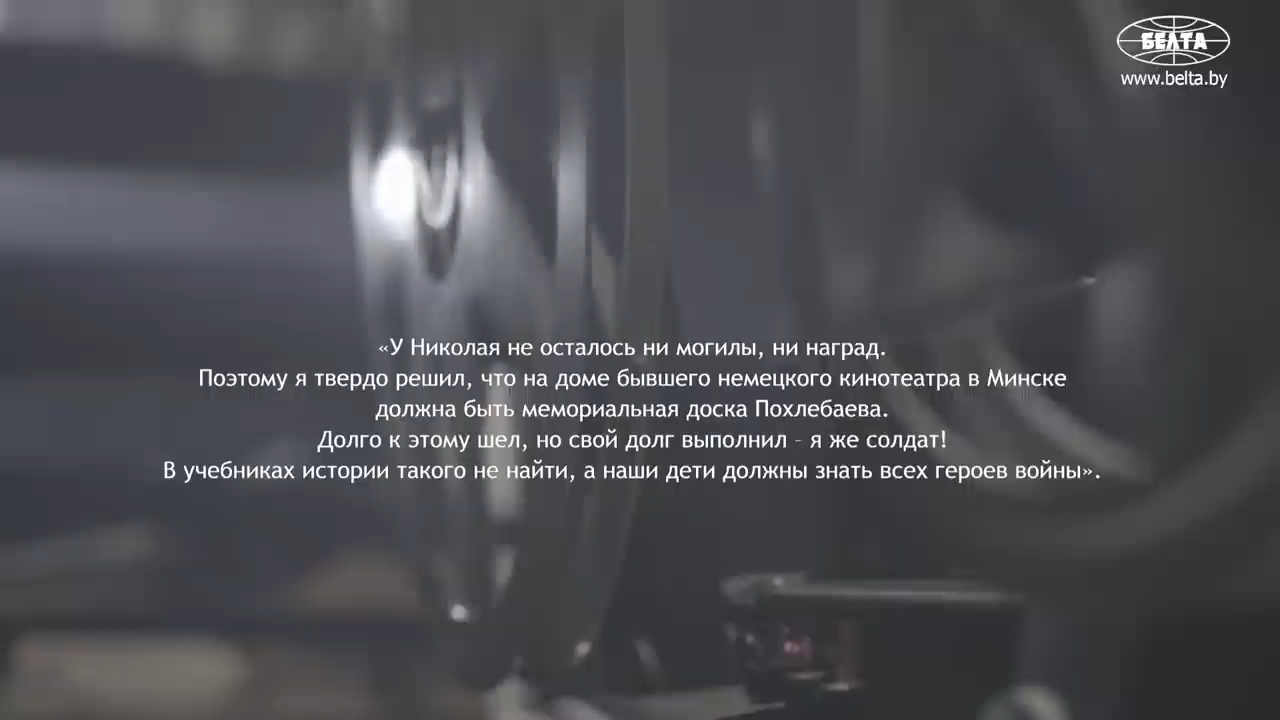 БЕЛТА
www.belta.by
«У Николая не осталось ни могилы, ни наград.
Поэтому я твердо решил, что на доме бывшего немецкого кинотеатра в Минске
должна быть мемориальная доска Похлебаева.
Долго к этому шел, но свой долг выполнил – я же солдат!
В учебниках истории такого не найти, а наши дети должны знать всех героев войны».